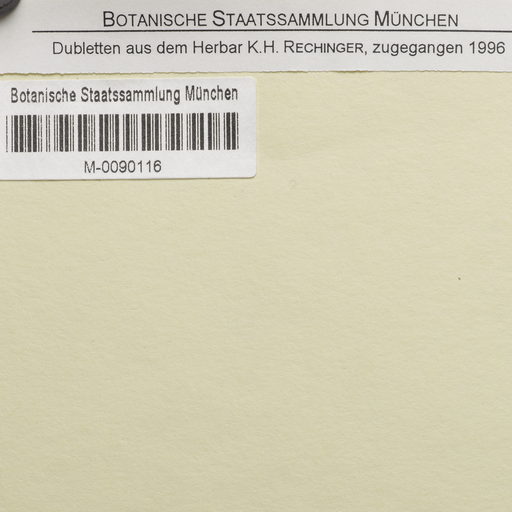 BOTANISCHE STAATSSAMMLUNG MÜNCHEN
Dubletten aus dem Herbar K.H. RECHINGER, zugegangen 1996
Botanische Staatssammlung München
M-0090116